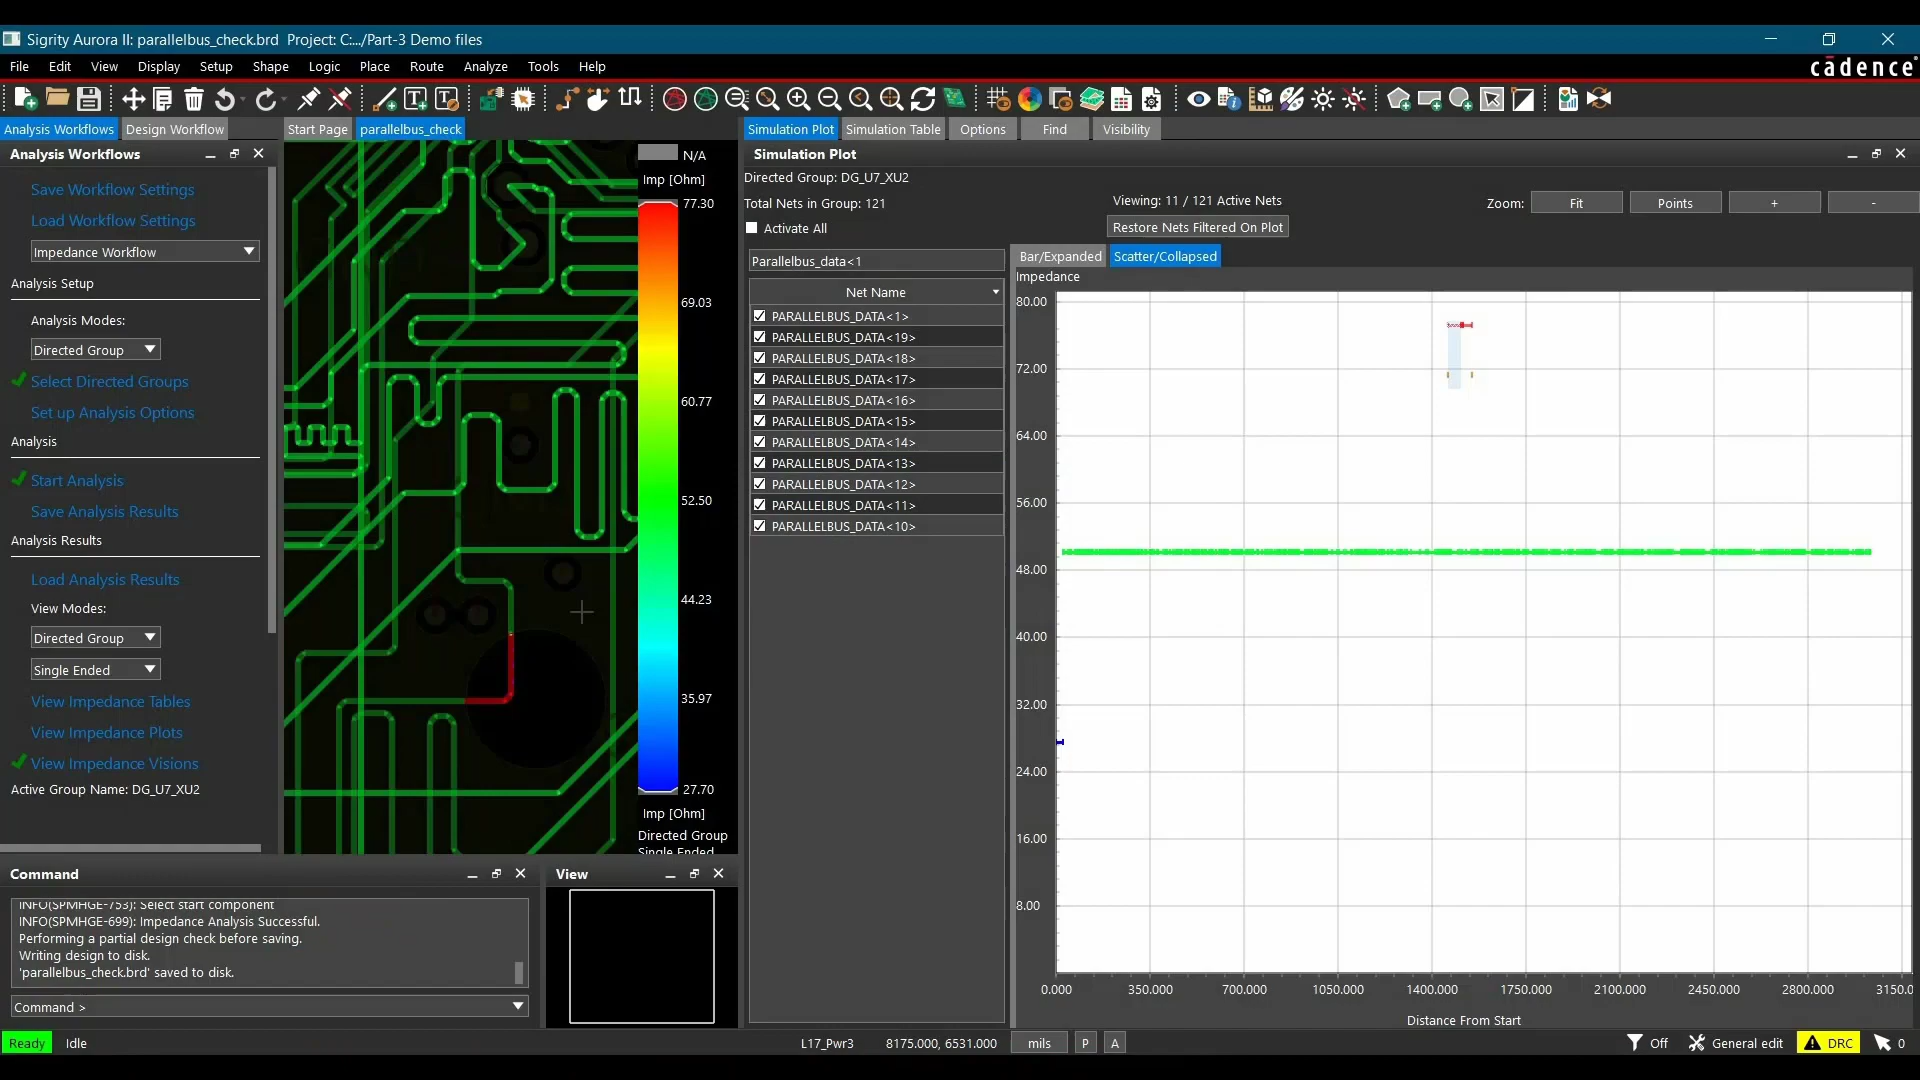 Sigrity Aurora II: parallelbus_check.brd  Project: C:.../Part-3 Demo files
File Edit View Display Setup Shape Logic Place Route Analyze Tools Help
cādence
Analysis Workflows
Design Workflow
Start Page
parallelbus_check
Simulation Plot
Simulation Table
Options
Find
Visibility
Analysis Workflows
Save Workflow Settings
Load Workflow Settings
Impedance Workflow
Analysis Setup
Analysis Modes:
Directed Group
Select Directed Groups
Set up Analysis Options
Analysis
Start Analysis
Save Analysis Results
Analysis Results
Load Analysis Results
View Modes:
Directed Group
Single Ended
View Impedance Tables
View Impedance Plots
View Impedance Visions
Active Group Name: DG_U7_XU2
N/A
Imp [Ohm]
77.30
69.03
60.77
52.50
44.23
35.97
27.70
Imp [Ohm]
Directed Group
Single Ended
Simulation Plot
Directed Group: DG_U7_XU2
Total Nets in Group: 121
Activate All
Viewing: 11 / 121 Active Nets
Restore Nets Filtered On Plot
Zoom:
Fit
Points
+
-
Parallelbus_data<1
Net Name
PARALLELBUS_DATA<1>
PARALLELBUS_DATA<19>
PARALLELBUS_DATA<18>
PARALLELBUS_DATA<17>
PARALLELBUS_DATA<16>
PARALLELBUS_DATA<15>
PARALLELBUS_DATA<14>
PARALLELBUS_DATA<13>
PARALLELBUS_DATA<12>
PARALLELBUS_DATA<11>
PARALLELBUS_DATA<10>
Bar/Expanded
Scatter/Collapsed
Impedance
80.00
72.00
64.00
56.00
48.00
40.00
32.00
24.00
16.00
8.00
0.000 350.000 700.000 1050.000 1400.000 1750.000 2100.000 2450.000 2800.000 3150.0
Distance From Start
Command
INFO(SPMHGE-753): Select start component
INFO(SPMHGE-699): Impedance Analysis Successful.
Performing a partial design check before saving.
Writing design to disk.
'parallelbus_check.brd' saved to disk.
Command >
View
Ready
Idle
L17_Pwr3
8175.000, 6531.000
mils
P
A
Off
General edit
DRC
0